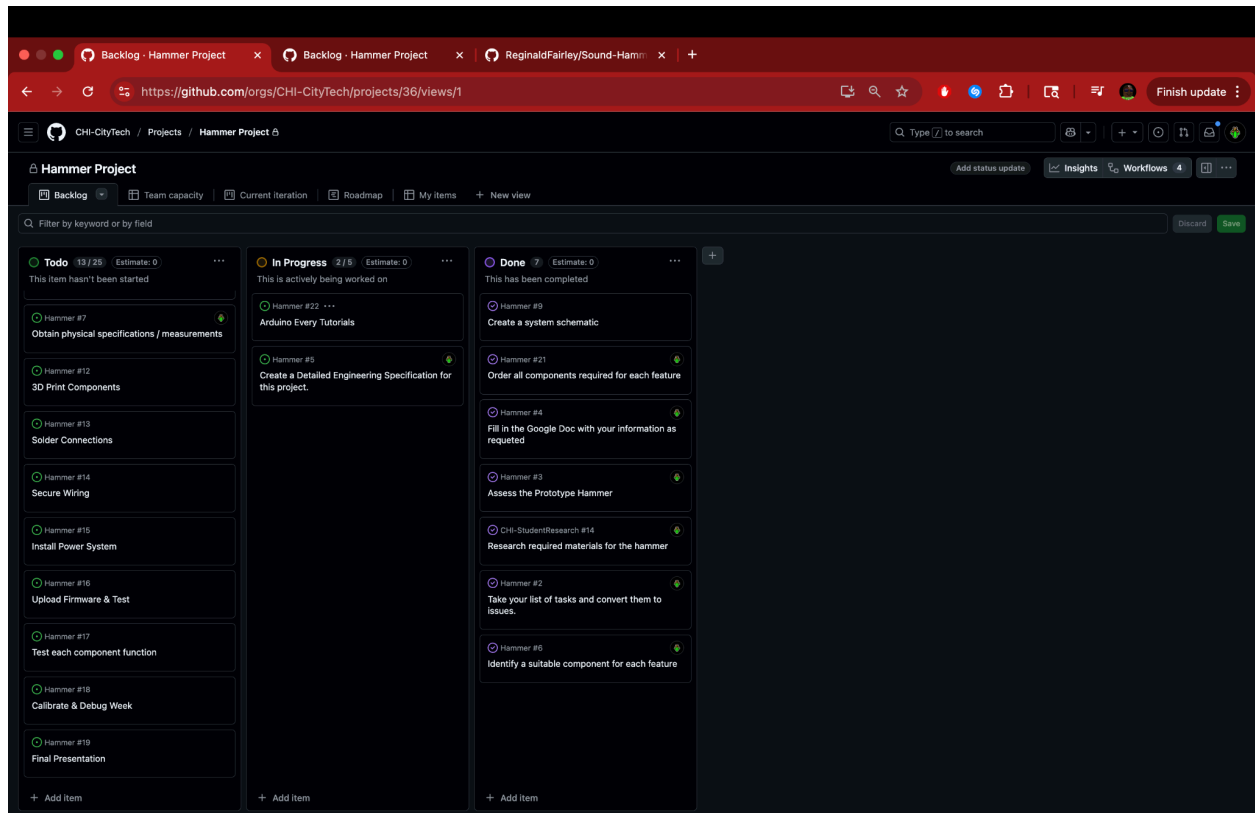 Backlog · Hammer Project
Backlog · Hammer Project
ReginaldFairley/Sound-Hamm
https://github.com/orgs/CHI-CityTech/projects/36/views/1
Finish update
CHI-CityTech / Projects / Hammer Project
Type / to search
Hammer Project
Add status update
Insights
Workflows 4
Backlog
Team capacity
Current iteration
Roadmap
My items
+ New view
Filter by keyword or by field
Discard
Save
Todo 13 / 25 Estimate: 0
This item hasn't been started
Hammer #7
Obtain physical specifications / measurements
Hammer #12
3D Print Components
Hammer #13
Solder Connections
Hammer #14
Secure Wiring
Hammer #15
Install Power System
Hammer #16
Upload Firmware & Test
Hammer #17
Test each component function
Hammer #18
Calibrate & Debug Week
Hammer #19
Final Presentation
+ Add item
In Progress 2 / 5 Estimate: 0
This is actively being worked on
Hammer #22
Arduino Every Tutorials
Hammer #5
Create a Detailed Engineering Specification for
this project.
+ Add item
Done 7 Estimate: 0
This has been completed
Hammer #9
Create a system schematic
Hammer #21
Order all components required for each feature
Hammer #4
Fill in the Google Doc with your information as
requeted
Hammer #3
Assess the Prototype Hammer
CHI-StudentResearch #14
Research required materials for the hammer
Hammer #2
Take your list of tasks and convert them to
issues.
Hammer #6
Identify a suitable component for each feature
+ Add item